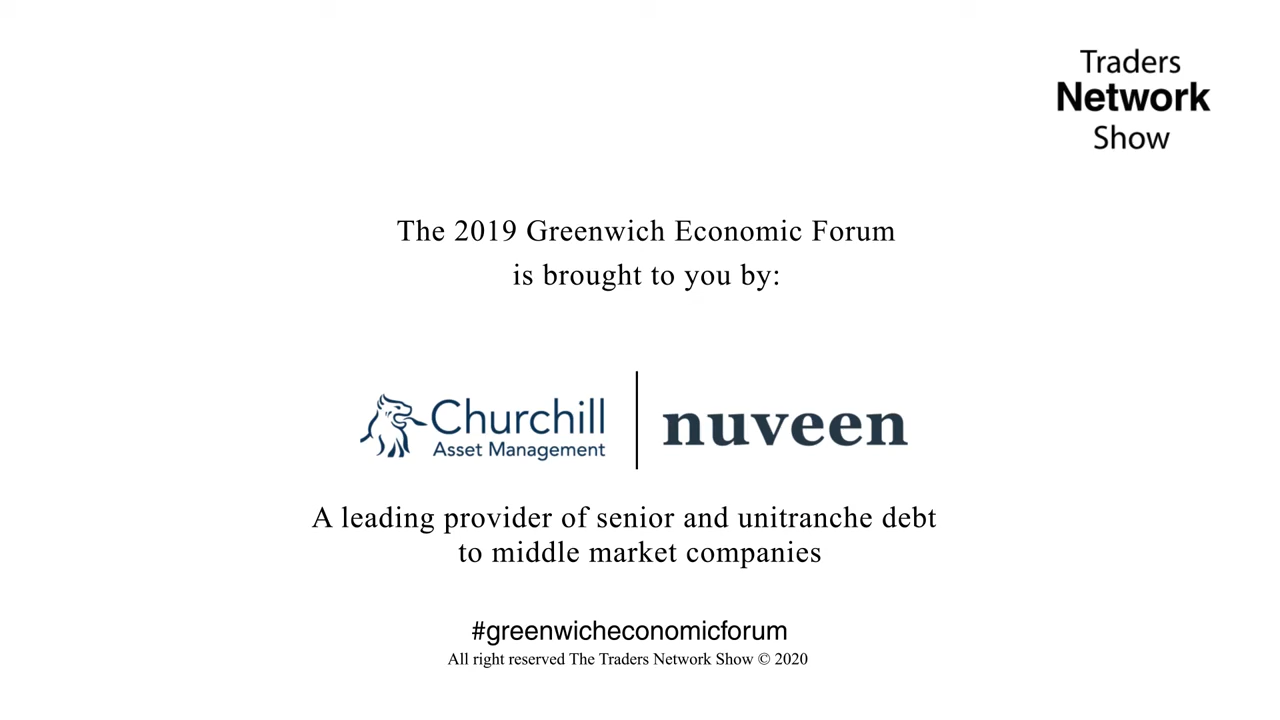 Traders
Network
Show
The 2019 Greenwich Economic Forum
is brought to you by:
Churchill
Asset Management
nuveen
A leading provider of senior and unitranche debt
to middle market companies
#greenwicheconomicforum
All right reserved The Traders Network Show © 2020